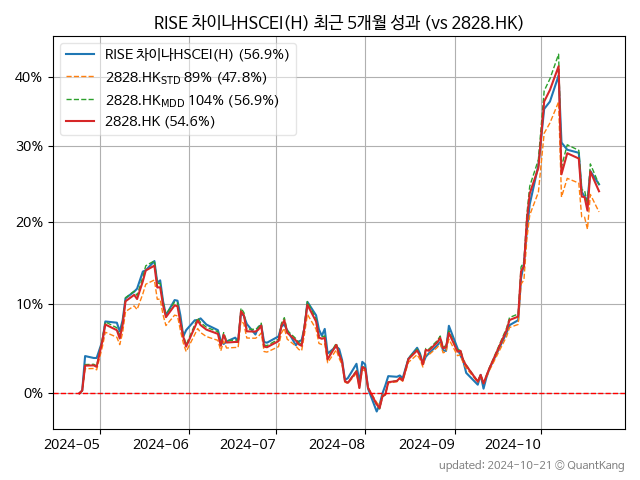 RISE 차이나HSCEI(H) 최근 5개월 성과 (vs 2828.HK)
RISE 차이나HSCEI(H) (56.9%)
2828.HKSTD 89% (47.8%)
2828.HKMDD 104% (56.9%)
2828.HK (54.6%)
40%
30%
20%
10%
0%
2024-05 2024-06 2024-07 2024-08 2024-09 2024-10
updated: 2024-10-21 © QuantKang